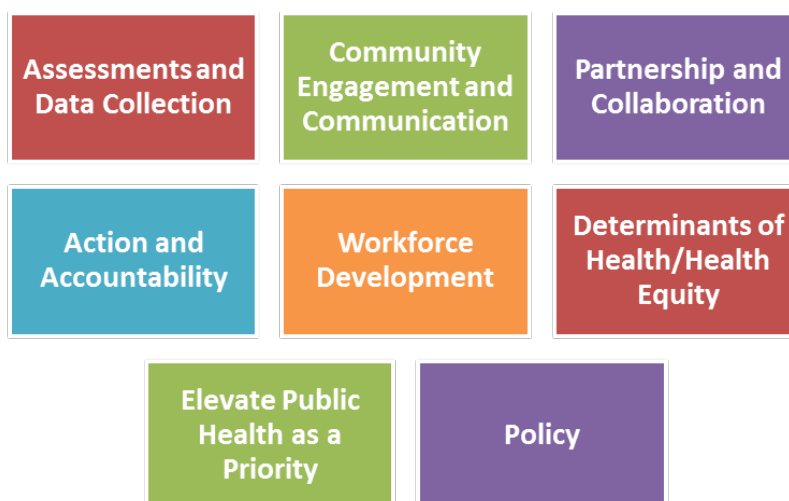 Assessments and
Data Collection
Community
Engagement and
Communication
Partnership and
Collaboration
Action and
Accountability
Workforce
Development
Determinants of
Health/Health
Equity
Elevate Public
Health as a
Priority
Policy